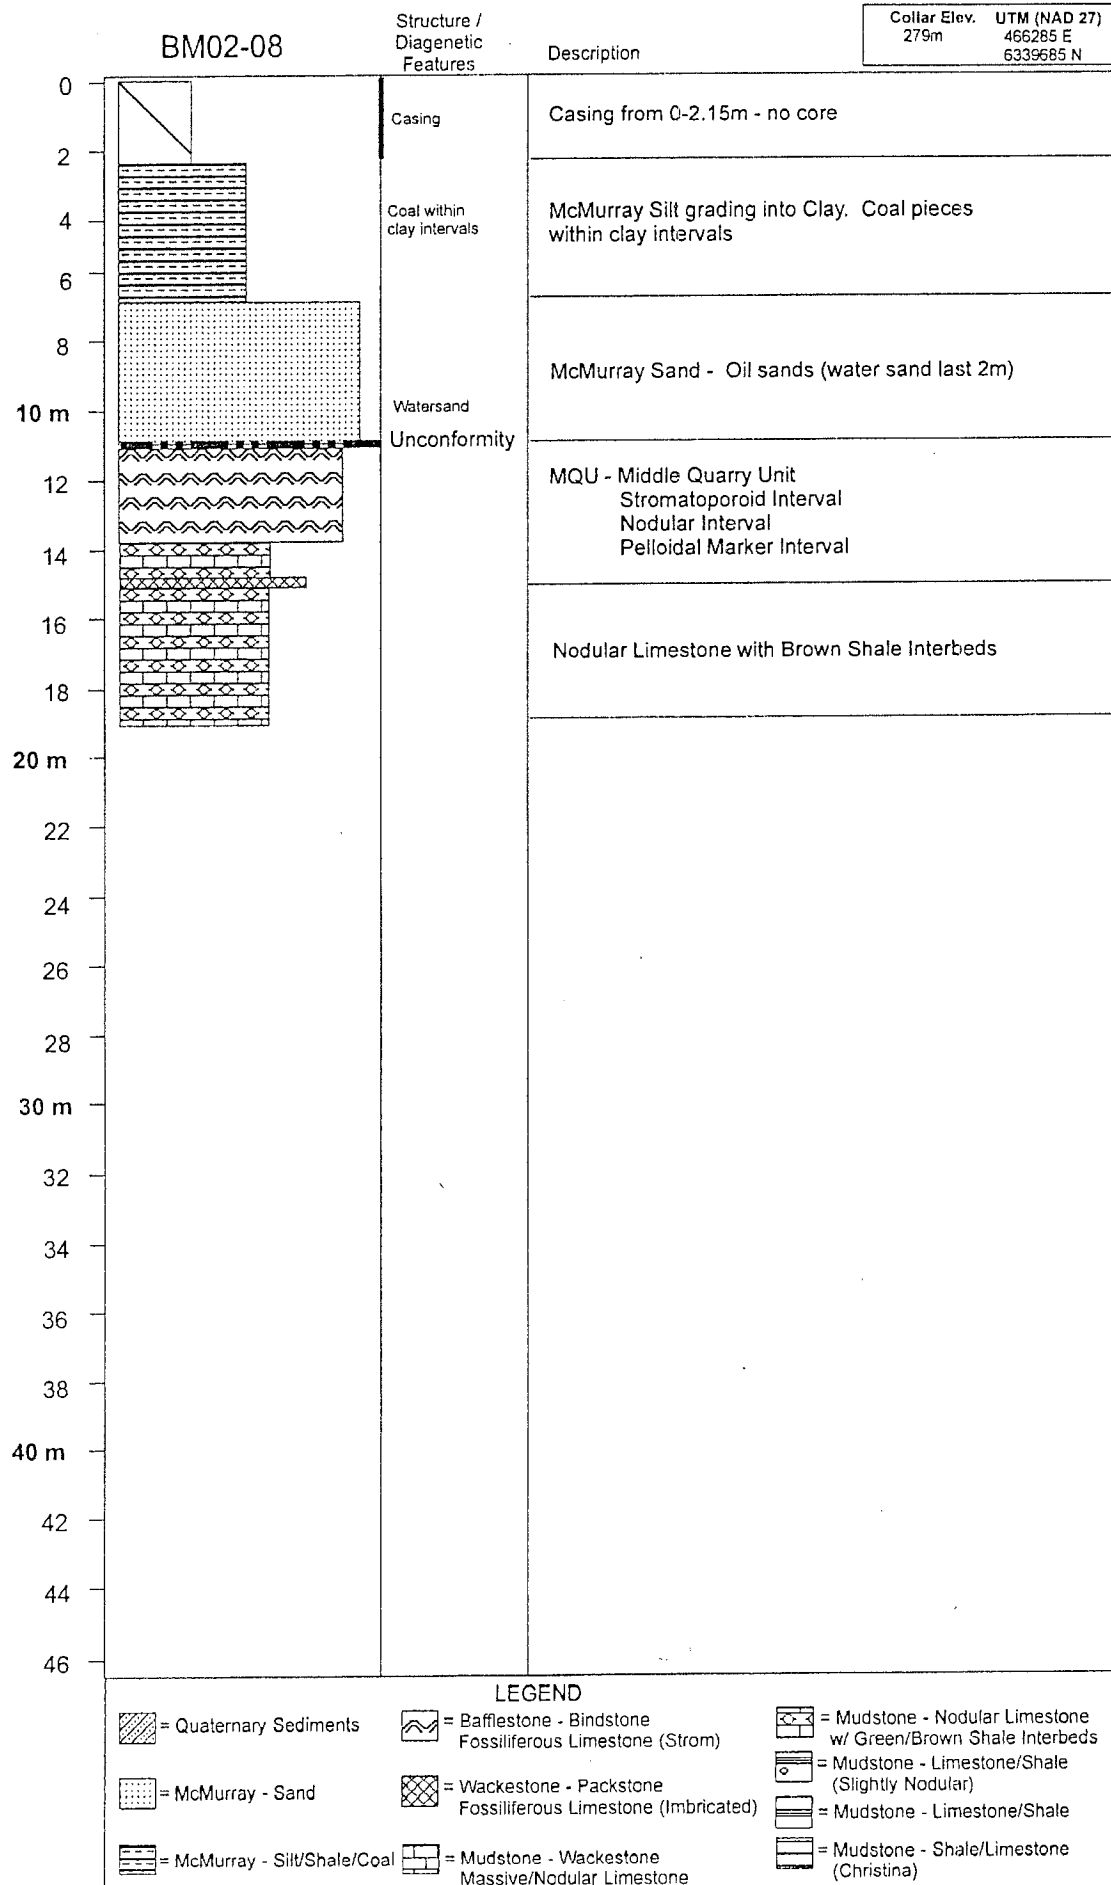 BM02-08
Structure /
Diagenetic
Features
Description
Collar Elev. UTM (NAD 27)
279m 466285 E
6339685 N
0
2
4
6
8
10 m
12
14
16
18
20 m
22
24
26
28
30 m
32
34
36
38
40 m
42
44
46
Casing
Casing from 0-2.15m - no core
Coal within
clay intervals
McMurray Silt grading into Clay. Coal pieces
within clay intervals
McMurray Sand - Oil sands (water sand last 2m)
Watersand
Unconformity
MQU - Middle Quarry Unit
Stromatoporoid Interval
Nodular Interval
Pelloidal Marker Interval
Nodular Limestone with Brown Shale Interbeds
LEGEND
= Quaternary Sediments
= McMurray - Sand
= McMurray - Silt/Shale/Coal
= Bafflestone - Bindstone
Fossiliferous Limestone (Strom)
= Wackestone - Packstone
Fossiliferous Limestone (Imbricated)
= Mudstone - Wackestone
Massive/Nodular Limestone
= Mudstone - Nodular Limestone
w/ Green/Brown Shale Interbeds
= Mudstone - Limestone/Shale
(Slightly Nodular)
= Mudstone - Limestone/Shale
= Mudstone - Shale/Limestone
(Christina)